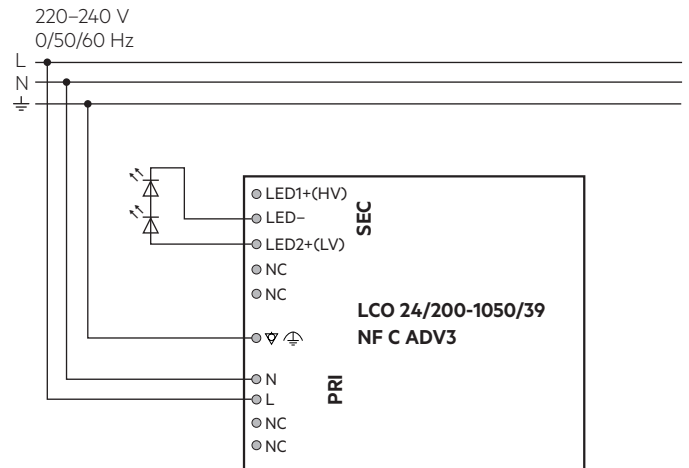 220–240 V
0/50/60 Hz
L
N
LED1+(HV)
LED–
LED2+(LV)
NC
NC
SEC
LCO 24/200-1050/39
NF C ADV3
N
L
NC
NC
PRI